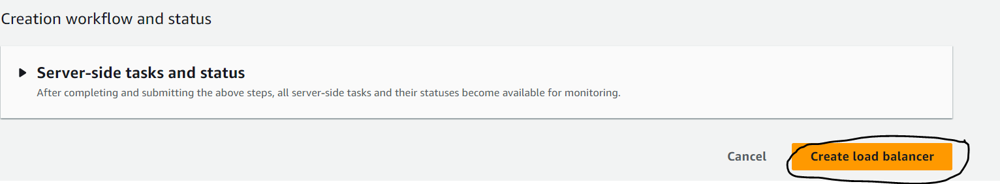 Creation workflow and status
Server-side tasks and status
After completing and submitting the above steps, all server-side tasks and their statuses become available for monitoring.
Cancel
Create load balancer